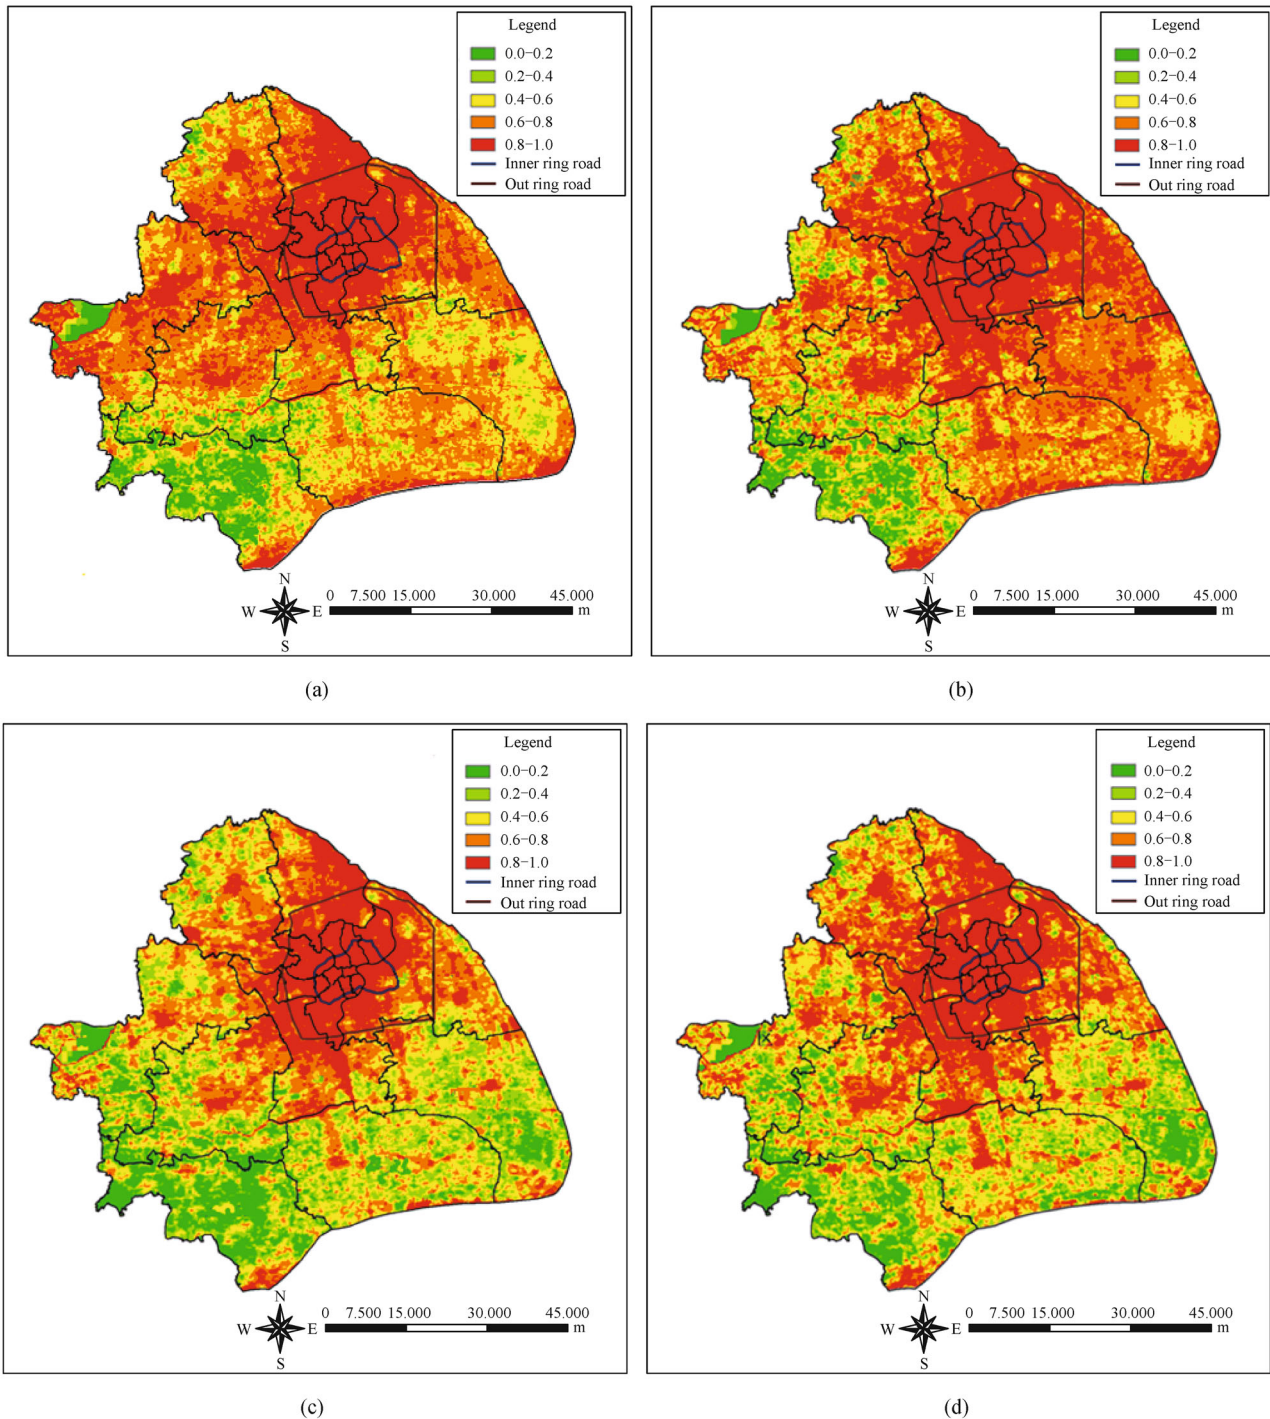 Legend
0.0−0.2
0.2−0.4
0.4−0.6
0.6−0.8
0.8−1.0
Inner ring road
Out ring road
N
W E
S
0 7.500 15.000 30.000 45.000
m
(a)
Legend
0.0−0.2
0.2−0.4
0.4−0.6
0.6−0.8
0.8−1.0
Inner ring road
Out ring road
N
W E
S
0 7.500 15.000 30.000 45.000
m
(b)
Legend
0.0−0.2
0.2−0.4
0.4−0.6
0.6−0.8
0.8−1.0
Inner ring road
Out ring road
N
W E
S
0 7.500 15.000 30.000 45.000
m
(c)
Legend
0.0−0.2
0.2−0.4
0.4−0.6
0.6−0.8
0.8−1.0
Inner ring road
Out ring road
N
W E
S
0 7.500 15.000 30.000 45.000
m
(d)